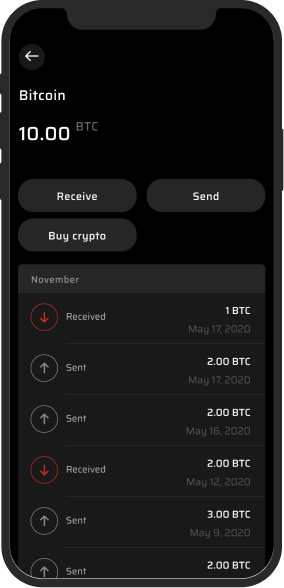 Bitcoin
10.00 BTC
Receive
Send
Buy crypto
November
Received
1 BTC
May 17, 2020
Sent
2.00 BTC
May 17, 2020
Sent
2.00 BTC
May 16, 2020
Received
2.00 BTC
May 12, 2020
Sent
3.00 BTC
May 9, 2020
Sent
2.00 BTC